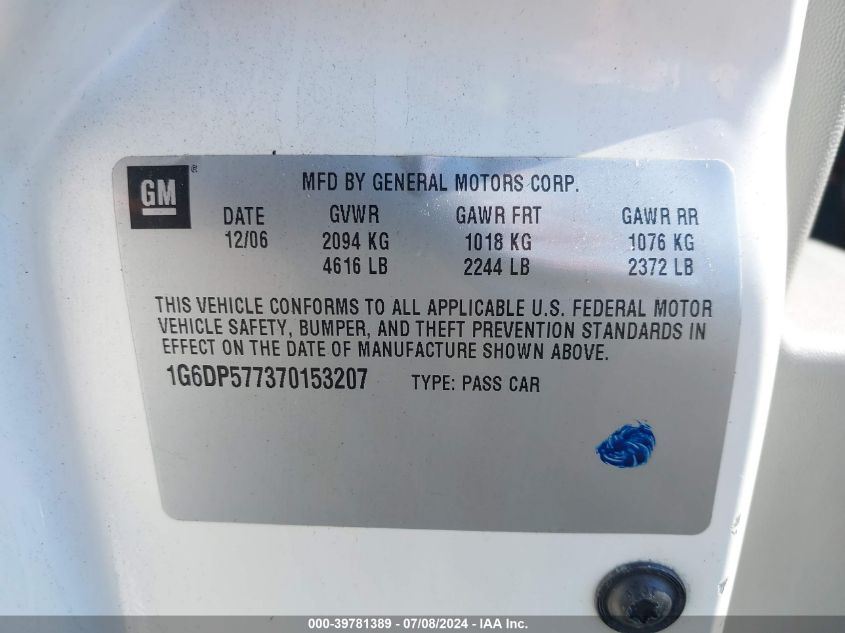 GM ®
MFD BY GENERAL MOTORS CORP.
DATE GVWR GAWR FRT GAWR RR
12/06 2094 KG 1018 KG 1076 KG
4616 LB 2244 LB 2372 LB
THIS VEHICLE CONFORMS TO ALL APPLICABLE U.S. FEDERAL MOTOR
VEHICLE SAFETY, BUMPER, AND THEFT PREVENTION STANDARDS IN
EFFECT ON THE DATE OF MANUFACTURE SHOWN ABOVE.
1G6DP577370153207 TYPE: PASS CAR
000-39781389 - 07/08/2024 - IAA Inc.